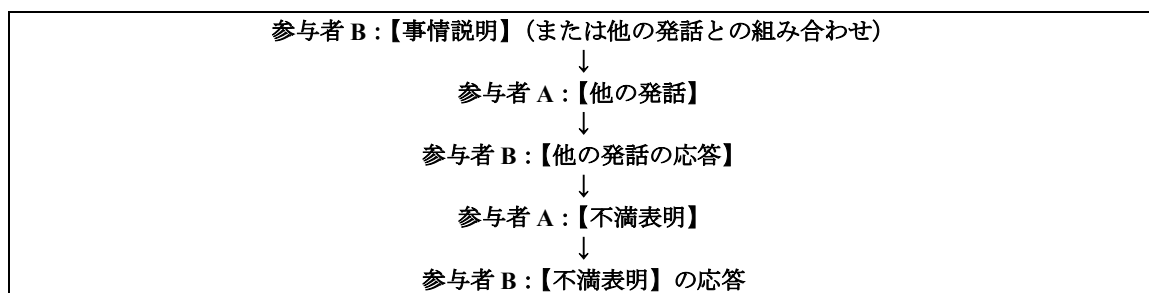 参与者 B :【事情説明】（または他の発話との組み合わせ）
↓
参与者 A :【他の発話】
↓
参与者 B :【他の発話の応答】
↓
参与者 A :【不満表明】
↓
参与者 B :【不満表明】の応答